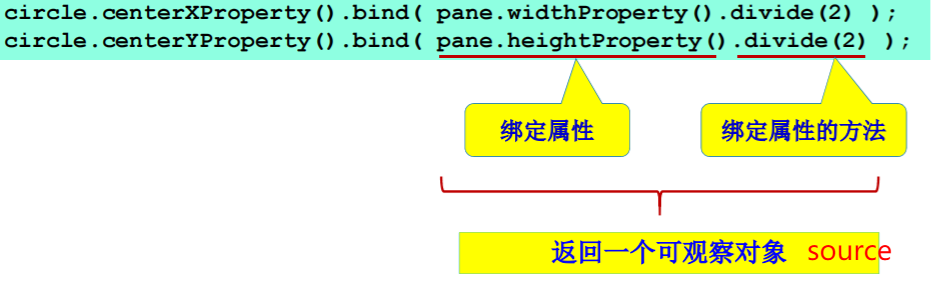 circle.centerXProperty().bind( pane.widthProperty().divide(2) );
circle.centerYProperty().bind( pane.heightProperty().divide(2) );
绑定属性
绑定属性的方法
返回一个可观察对象 source